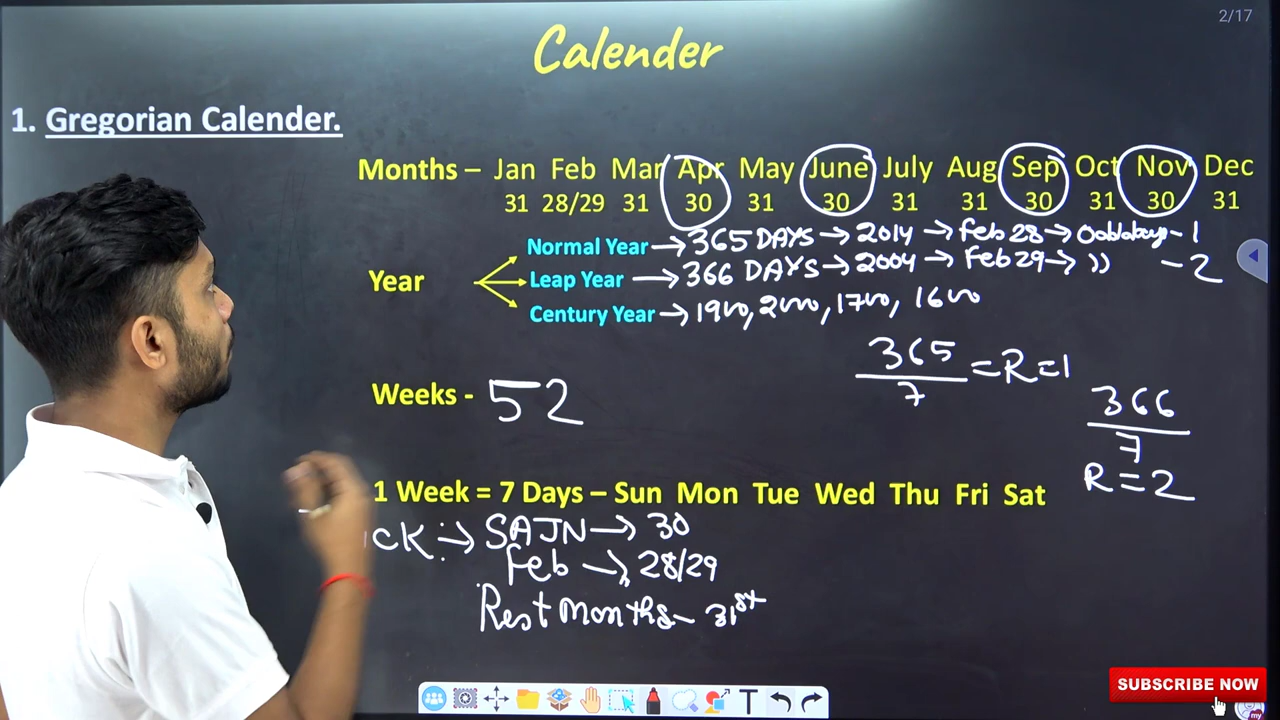 2/17
Calender
1. Gregorian Calender.
Months – Jan Feb Mar Apr May June July Aug Sep Oct Nov Dec
31 28/29 31 30 31 30 31 31 30 31 30 31
Normal Year → 365 DAYS → 2014 → Feb 28 → - 1
Year
Leap Year → 366 DAYS → 2004 → Feb 29 → )) - 2
Century Year → 1900, 2000, 1700, 1600
365/7 = R = 1
Weeks - 52
366/7
R = 2
1 Week = 7 Days – Sun Mon Tue Wed Thu Fri Sat
ick :→ SAJN → 30
Feb → 28/29
Rest Months - 31st
SUBSCRIBE NOW